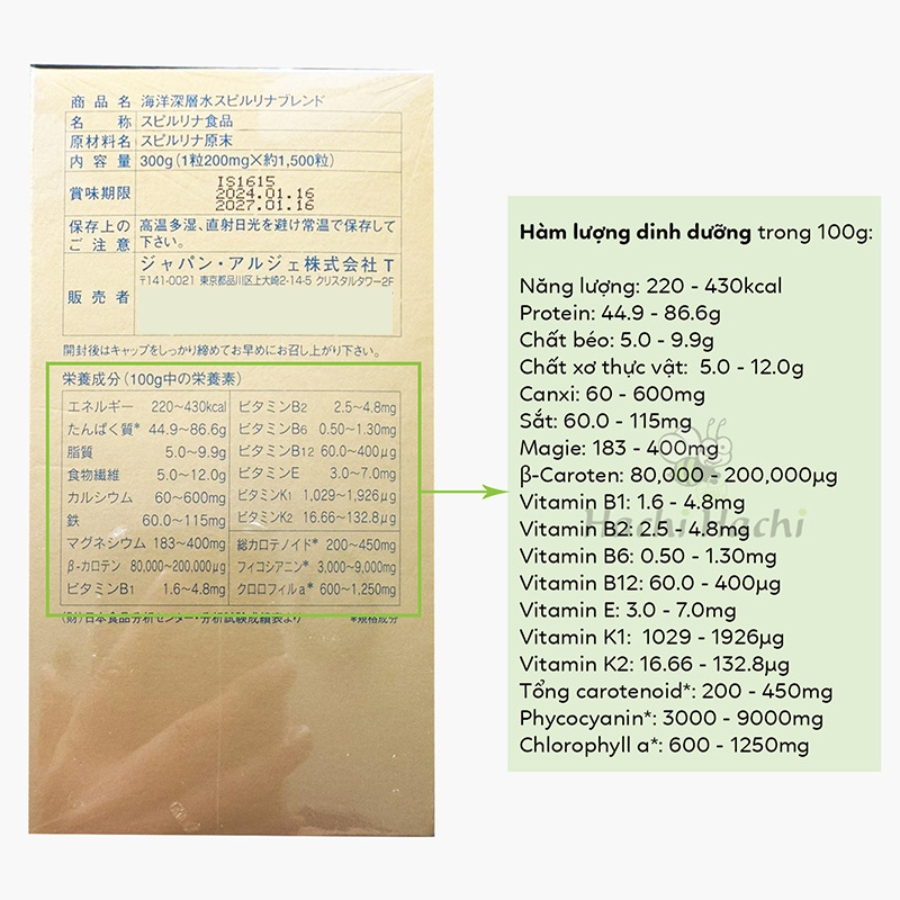 商品名 海洋深層水スピルリナブレンド
名称 スピルリナ食品
原材料名 スピルリナ原末
内容量 300g(1粒200mg×約1,500粒)
賞味期限
IS1615
2024.01.16
2027.01.16
保存上のご注意 高温多湿、直射日光を避け常温で保存して
下さい。
販売者
ジャパン・アルジェ株式会社 T
〒141-0021 東京都品川区上大崎2-14-5 クリスタルタワー2F
開封後はキャップをしっかり締めてお早めにお召し上がり下さい。
栄養成分(100g中の栄養素)
エネルギー 220~430kcal
たんぱく質* 44.9~86.6g
脂質 5.0~9.9g
食物繊維 5.0~12.0g
カルシウム 60~600mg
鉄 60.0~115mg
マグネシウム 183~400mg
β-カロテン 80,000~200,000μg
ビタミンB1 1.6~4.8mg
ビタミンB2 2.5~4.8mg
ビタミンB6 0.50~1.30mg
ビタミンB12 60.0~400μg
ビタミンE 3.0~7.0mg
ビタミンK1 1,029~1,926μg
ビタミンK2 16.66~132.8μg
総カロテノイド* 200~450mg
フィコシアニン* 3,000~9,000mg
クロロフィルa* 600~1,250mg
(財)日本食品分析センター・分析試験成績表より *規格成分
Hàm lượng dinh dưỡng trong 100g:
Năng lượng: 220 - 430kcal
Protein: 44.9 - 86.6g
Chất béo: 5.0 - 9.9g
Chất xơ thực vật: 5.0 - 12.0g
Canxi: 60 - 600mg
Sắt: 60.0 - 115mg
Magie: 183 - 400mg
β-Caroten: 80,000 - 200,000μg
Vitamin B1: 1.6 - 4.8mg
Vitamin B2: 2.5 - 4.8mg
Vitamin B6: 0.50 - 1.30mg
Vitamin B12: 60.0 - 400μg
Vitamin E: 3.0 - 7.0mg
Vitamin K1: 1029 - 1926μg
Vitamin K2: 16.66 - 132.8μg
Tổng carotenoid*: 200 - 450mg
Phycocyanin*: 3000 - 9000mg
Chlorophyll a*: 600 - 1250mg
Hachi Hachi